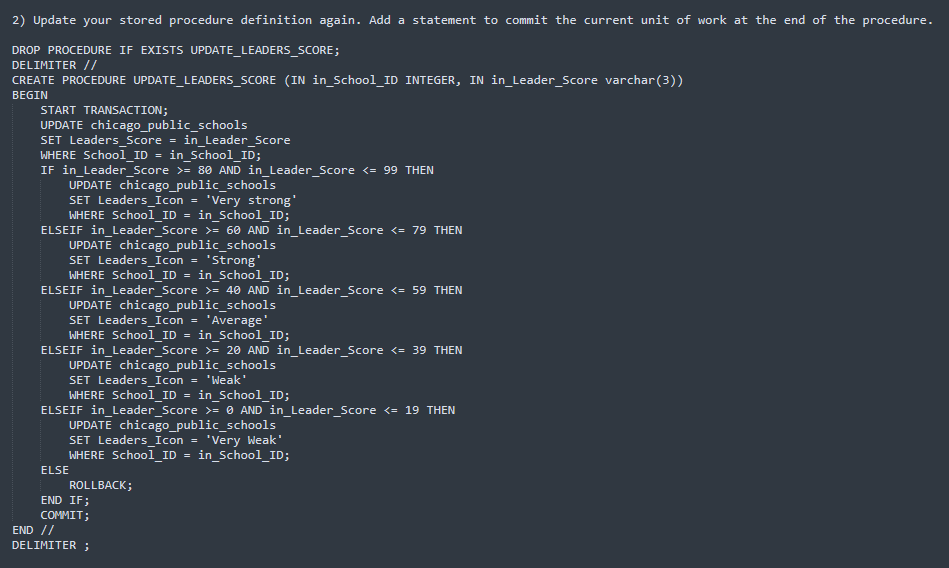 2) Update your stored procedure definition again. Add a statement to commit the current unit of work at the end of the procedure.
DROP PROCEDURE IF EXISTS UPDATE_LEADERS_SCORE;
DELIMITER //
CREATE PROCEDURE UPDATE_LEADERS_SCORE (IN in_School_ID INTEGER, IN in_Leader_Score varchar(3))
BEGIN
    START TRANSACTION;
    UPDATE chicago_public_schools
    SET Leaders_Score = in_Leader_Score
    WHERE School_ID = in_School_ID;
    IF in_Leader_Score >= 80 AND in_Leader_Score <= 99 THEN
        UPDATE chicago_public_schools
        SET Leaders_Icon = 'Very strong'
        WHERE School_ID = in_School_ID;
    ELSEIF in_Leader_Score >= 60 AND in_Leader_Score <= 79 THEN
        UPDATE chicago_public_schools
        SET Leaders_Icon = 'Strong'
        WHERE School_ID = in_School_ID;
    ELSEIF in_Leader_Score >= 40 AND in_Leader_Score <= 59 THEN
        UPDATE chicago_public_schools
        SET Leaders_Icon = 'Average'
        WHERE School_ID = in_School_ID;
    ELSEIF in_Leader_Score >= 20 AND in_Leader_Score <= 39 THEN
        UPDATE chicago_public_schools
        SET Leaders_Icon = 'Weak'
        WHERE School_ID = in_School_ID;
    ELSEIF in_Leader_Score >= 0 AND in_Leader_Score <= 19 THEN
        UPDATE chicago_public_schools
        SET Leaders_Icon = 'Very Weak'
        WHERE School_ID = in_School_ID;
    ELSE
        ROLLBACK;
    END IF;
    COMMIT;
END //
DELIMITER ;